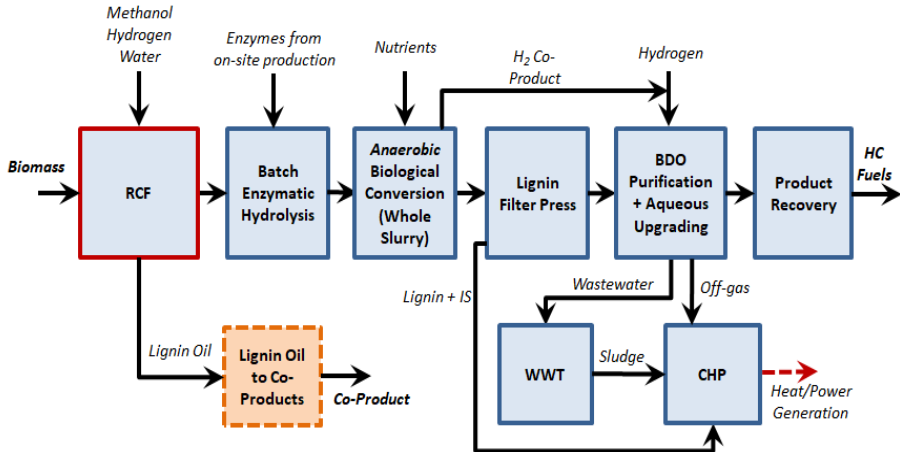 Methanol
Hydrogen
Water
Enzymes from
on-site production
Nutrients
H2 Co-
Product
Hydrogen
Biomass
RCF
Batch
Enzymatic
Hydrolysis
Anaerobic
Biological
Conversion
(Whole
Slurry)
Lignin
Filter Press
BDO
Purification
+ Aqueous
Upgrading
Product
Recovery
HC
Fuels
Lignin + IS
Wastewater
Off-gas
Lignin Oil
Lignin Oil
to Co-
Products
Co-Product
WWT
Sludge
CHP
Heat/Power
Generation